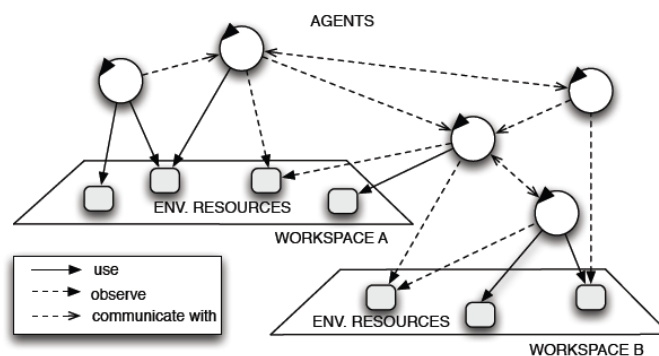 AGENTS
ENV. RESOURCES
WORKSPACE A
use
observe
communicate with
ENV. RESOURCES
WORKSPACE B